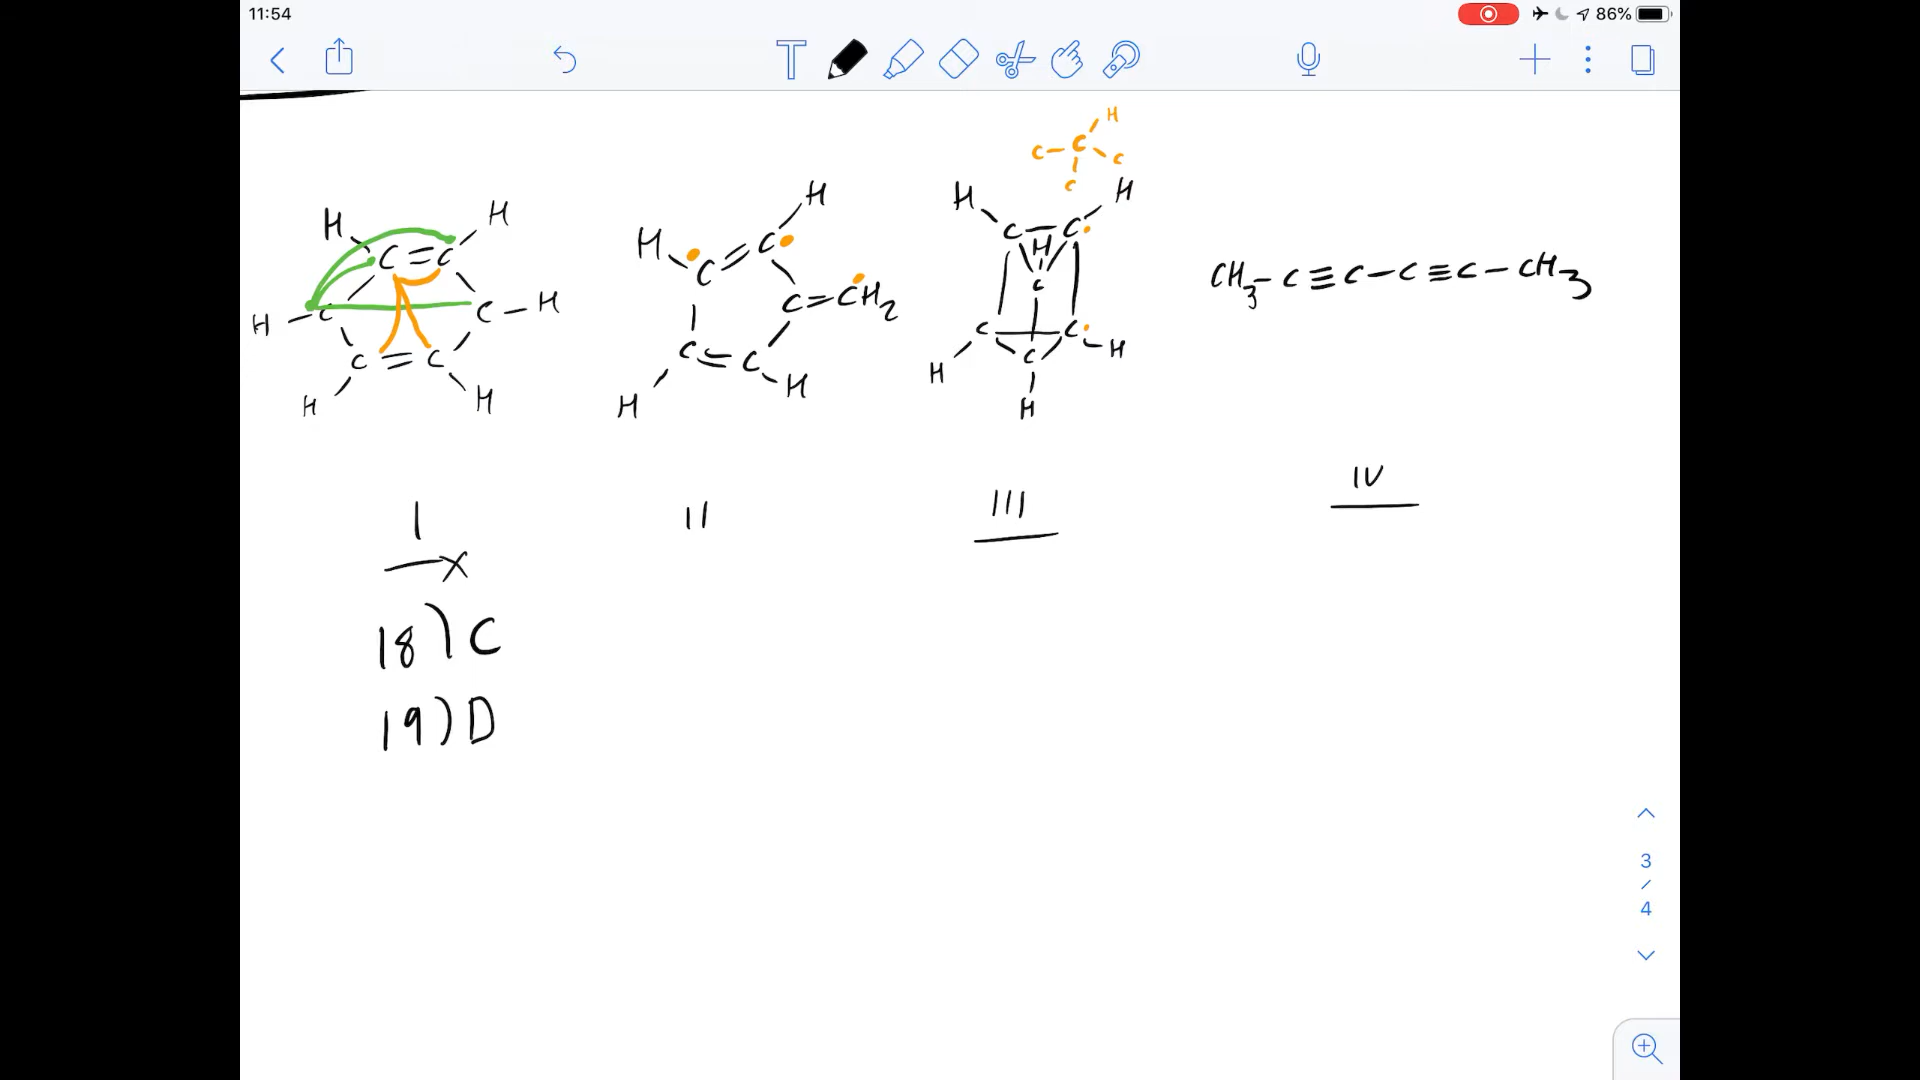 11:54
86%
T
H
C – C – C
C
H H
H H
C = C
H – C C – H
C = C
H H
H
H
C = C
C = CH2
C = C
H H
H H
C – C
H
C
C C
H H
C
H
CH3 – C ≡ C – C ≡ C – CH3
I II III IV
X
18) C
19) D
3
/
4